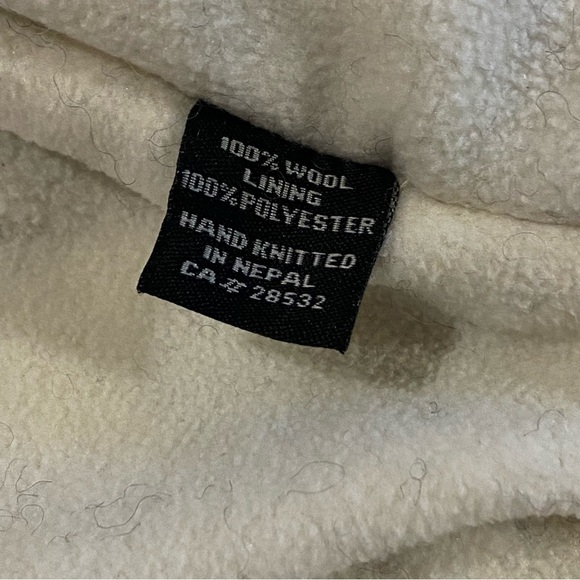 100% WOOL
LINING
100% POLYESTER
HAND KNITTED
IN NEPAL
CA # 28532